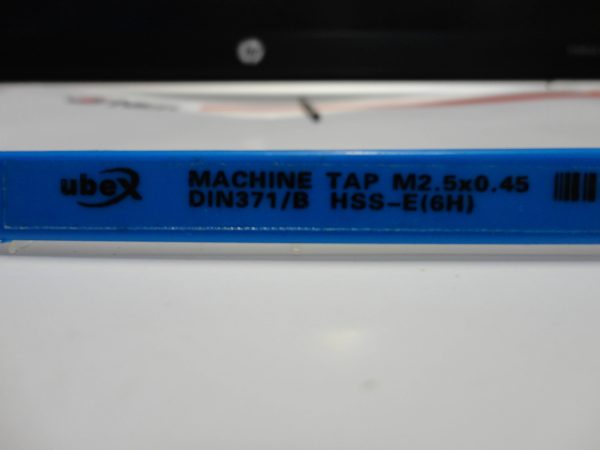 ubex
MACHINE TAP M2.5x0.45
DIN371/B HSS-E(6H)